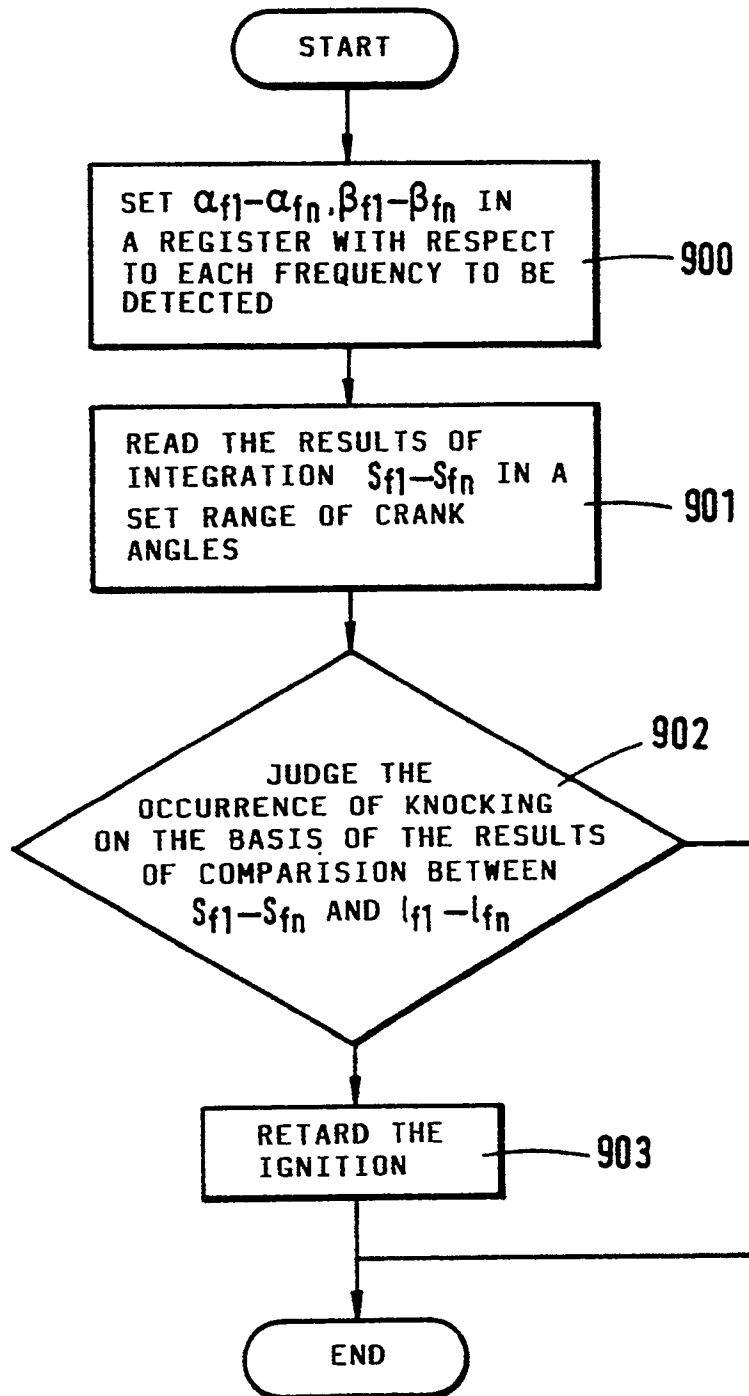 START
SET αf1-αfn, βf1-βfn IN
A REGISTER WITH RESPECT
TO EACH FREQUENCY TO BE
DETECTED
900
READ THE RESULTS OF
INTEGRATION Sf1-Sfn IN A
SET RANGE OF CRANK
ANGLES
901
902
JUDGE THE
OCCURRENCE OF KNOCKING
ON THE BASIS OF THE RESULTS
OF COMPARISION BETWEEN
Sf1-Sfn AND lf1-lfn
RETARD THE
IGNITION
903
END